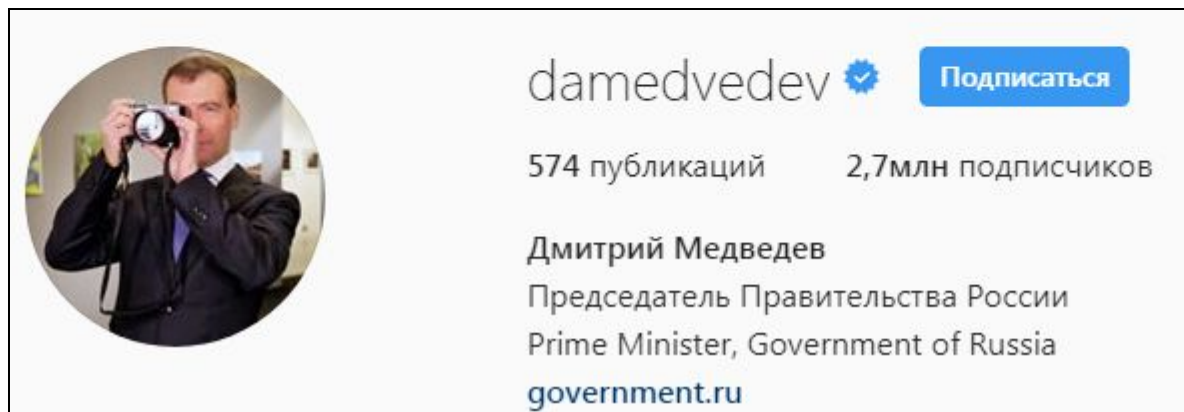 damedvedev Подписаться
574 публикаций 2,7млн подписчиков
Дмитрий Медведев
Председатель Правительства России
Prime Minister, Government of Russia
government.ru